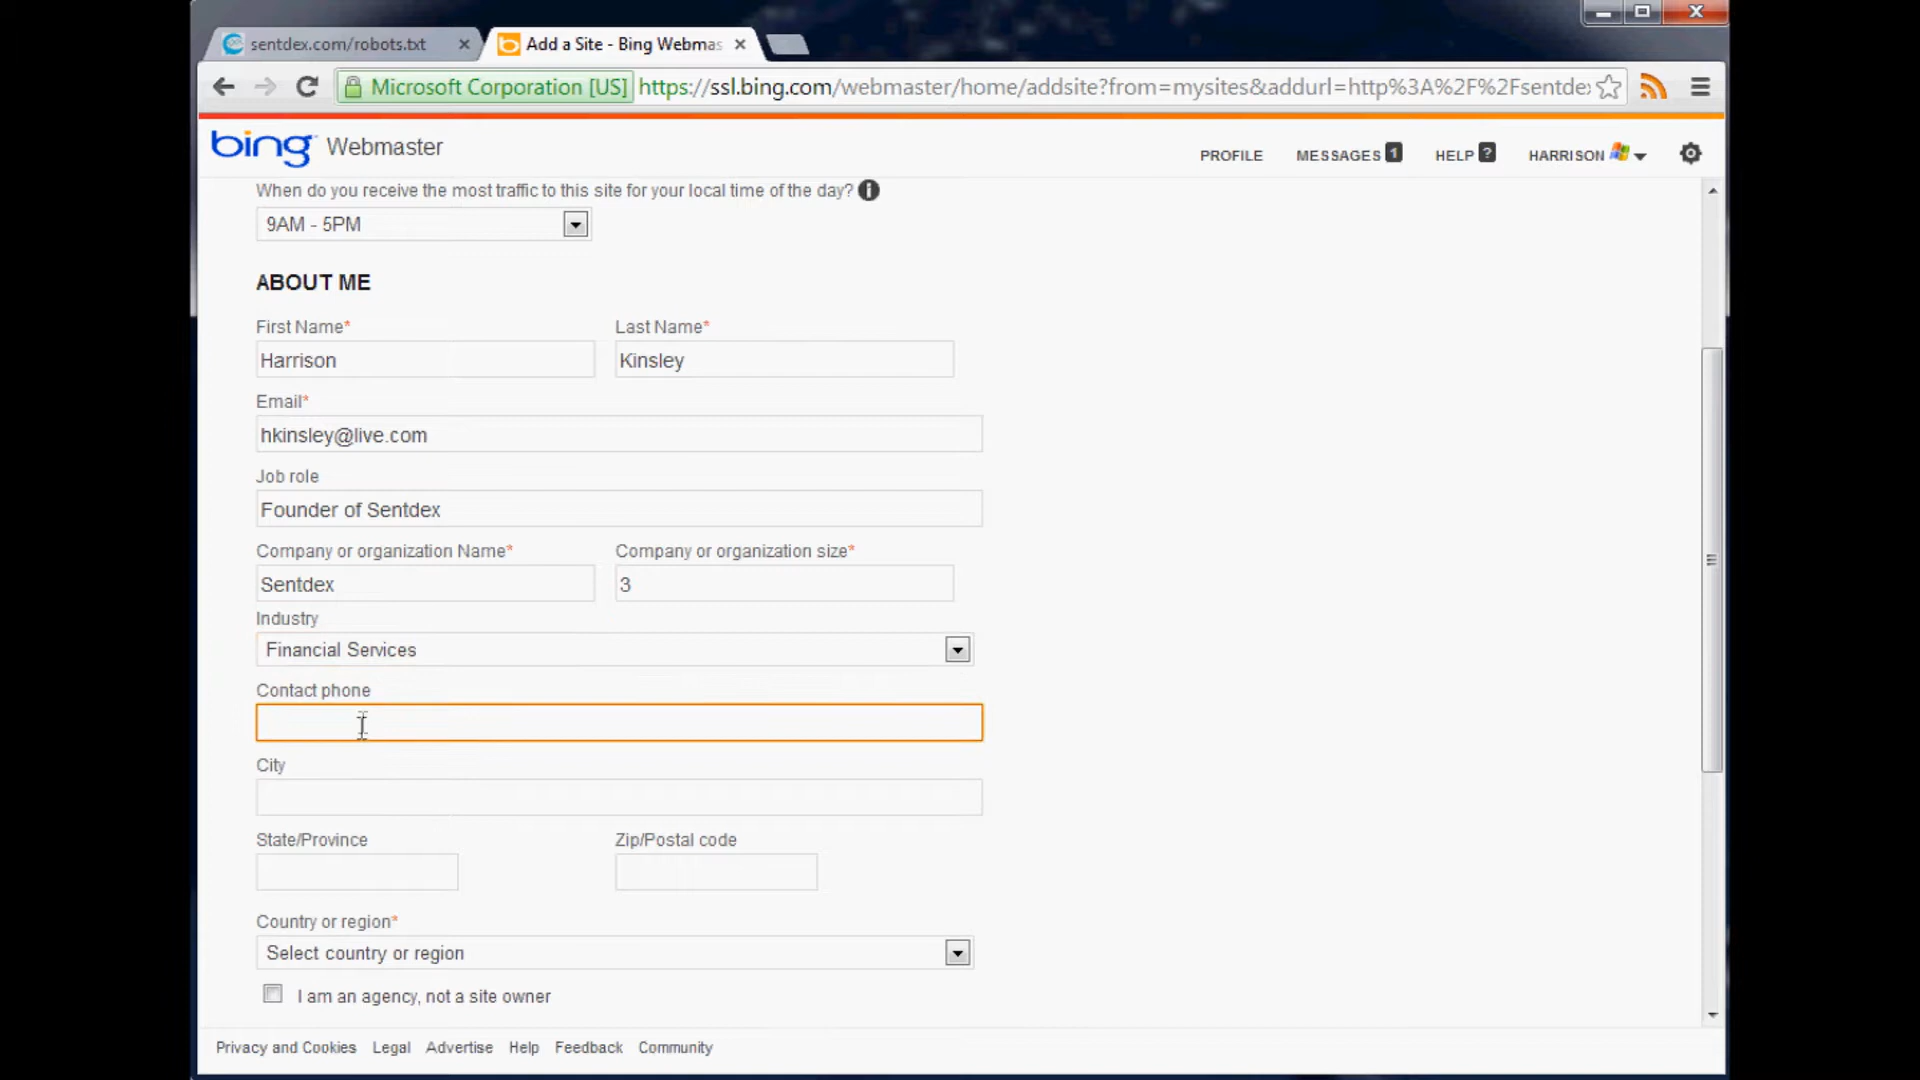 sentdex.com/robots.txt
Add a Site - Bing Webmas
Microsoft Corporation [US] https://ssl.bing.com/webmaster/home/addsite?from=mysites&addurl=http%3A%2F%2Fsentde
bing Webmaster
PROFILE MESSAGES 1 HELP ? HARRISON
When do you receive the most traffic to this site for your local time of the day? i
9AM - 5PM
ABOUT ME
First Name* Last Name*
Harrison Kinsley
Email*
hkinsley@live.com
Job role
Founder of Sentdex
Company or organization Name* Company or organization size*
Sentdex 3
Industry
Financial Services
Contact phone
City
State/Province Zip/Postal code
Country or region*
Select country or region
I am an agency, not a site owner
Privacy and Cookies Legal Advertise Help Feedback Community